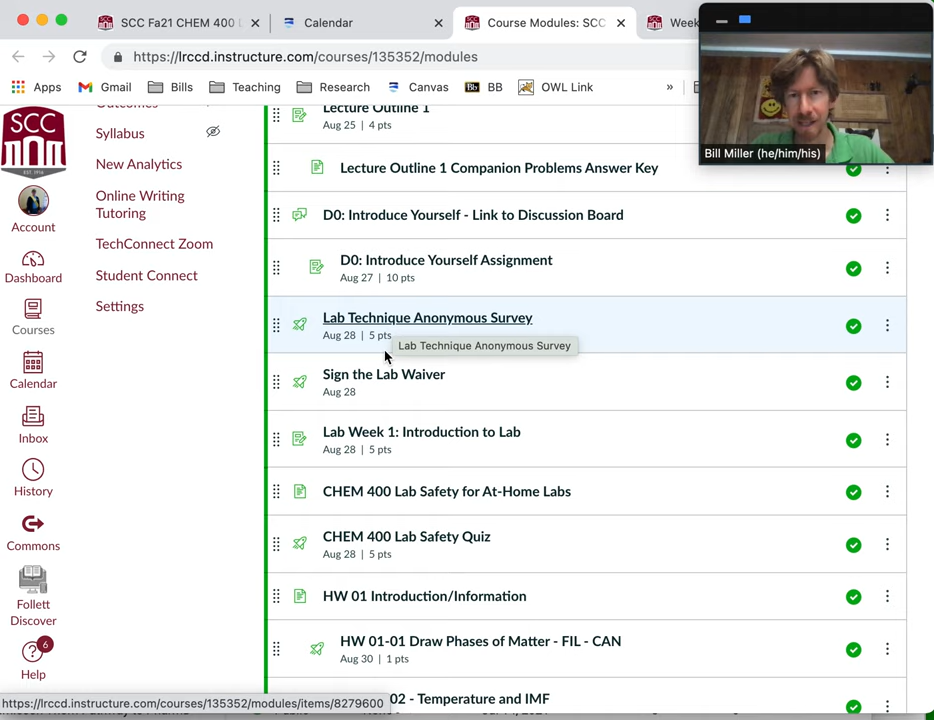 SCC Fa21 CHEM 400 L
Calendar
Course Modules: SCC
Week
https://lrccd.instructure.com/courses/135352/modules
Apps
Gmail
Bills
Teaching
Research
Canvas
Bb BB
OWL Link
»
Bill Miller (he/him/his)
SCC
EST. 1916
Account
Dashboard
Courses
Calendar
Inbox
History
Commons
Follett
Discover
6
Help
Outcomes
Syllabus
New Analytics
Online Writing
Tutoring
TechConnect Zoom
Student Connect
Settings
Lecture Outline 1
Aug 25 | 4 pts
Lecture Outline 1 Companion Problems Answer Key
D0: Introduce Yourself - Link to Discussion Board
D0: Introduce Yourself Assignment
Aug 27 | 10 pts
Lab Technique Anonymous Survey
Aug 28 | 5 pts
Lab Technique Anonymous Survey
Sign the Lab Waiver
Aug 28
Lab Week 1: Introduction to Lab
Aug 28 | 5 pts
CHEM 400 Lab Safety for At-Home Labs
CHEM 400 Lab Safety Quiz
Aug 28 | 5 pts
HW 01 Introduction/Information
HW 01-01 Draw Phases of Matter - FIL - CAN
Aug 30 | 1 pts
02 - Temperature and IMF
https://lrccd.instructure.com/courses/135352/modules/items/8279600